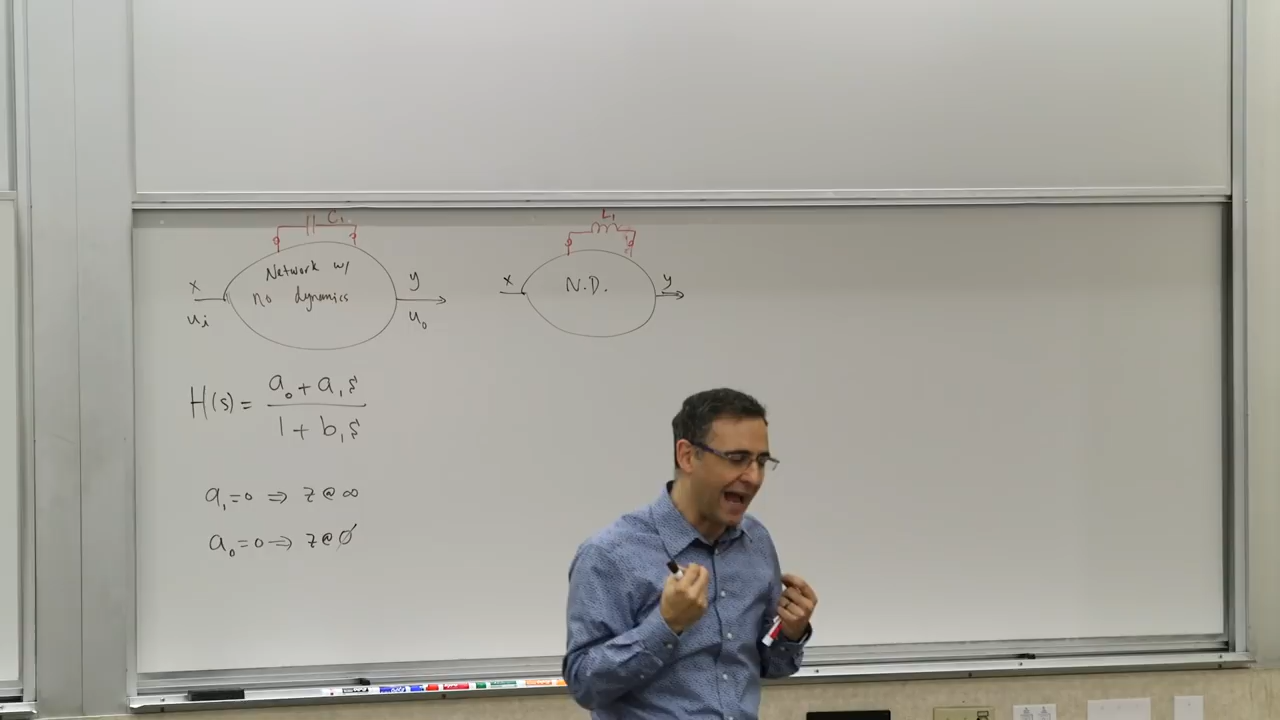 C₁
Network w/
no dynamics
x
y
uᵢ
u₀
L₁
x
N.D.
y
H(s) = (a₀ + a₁s) / (1 + b₁s)
a₁=0 ⇒ z@∞
a₀=0 ⇒ z@0